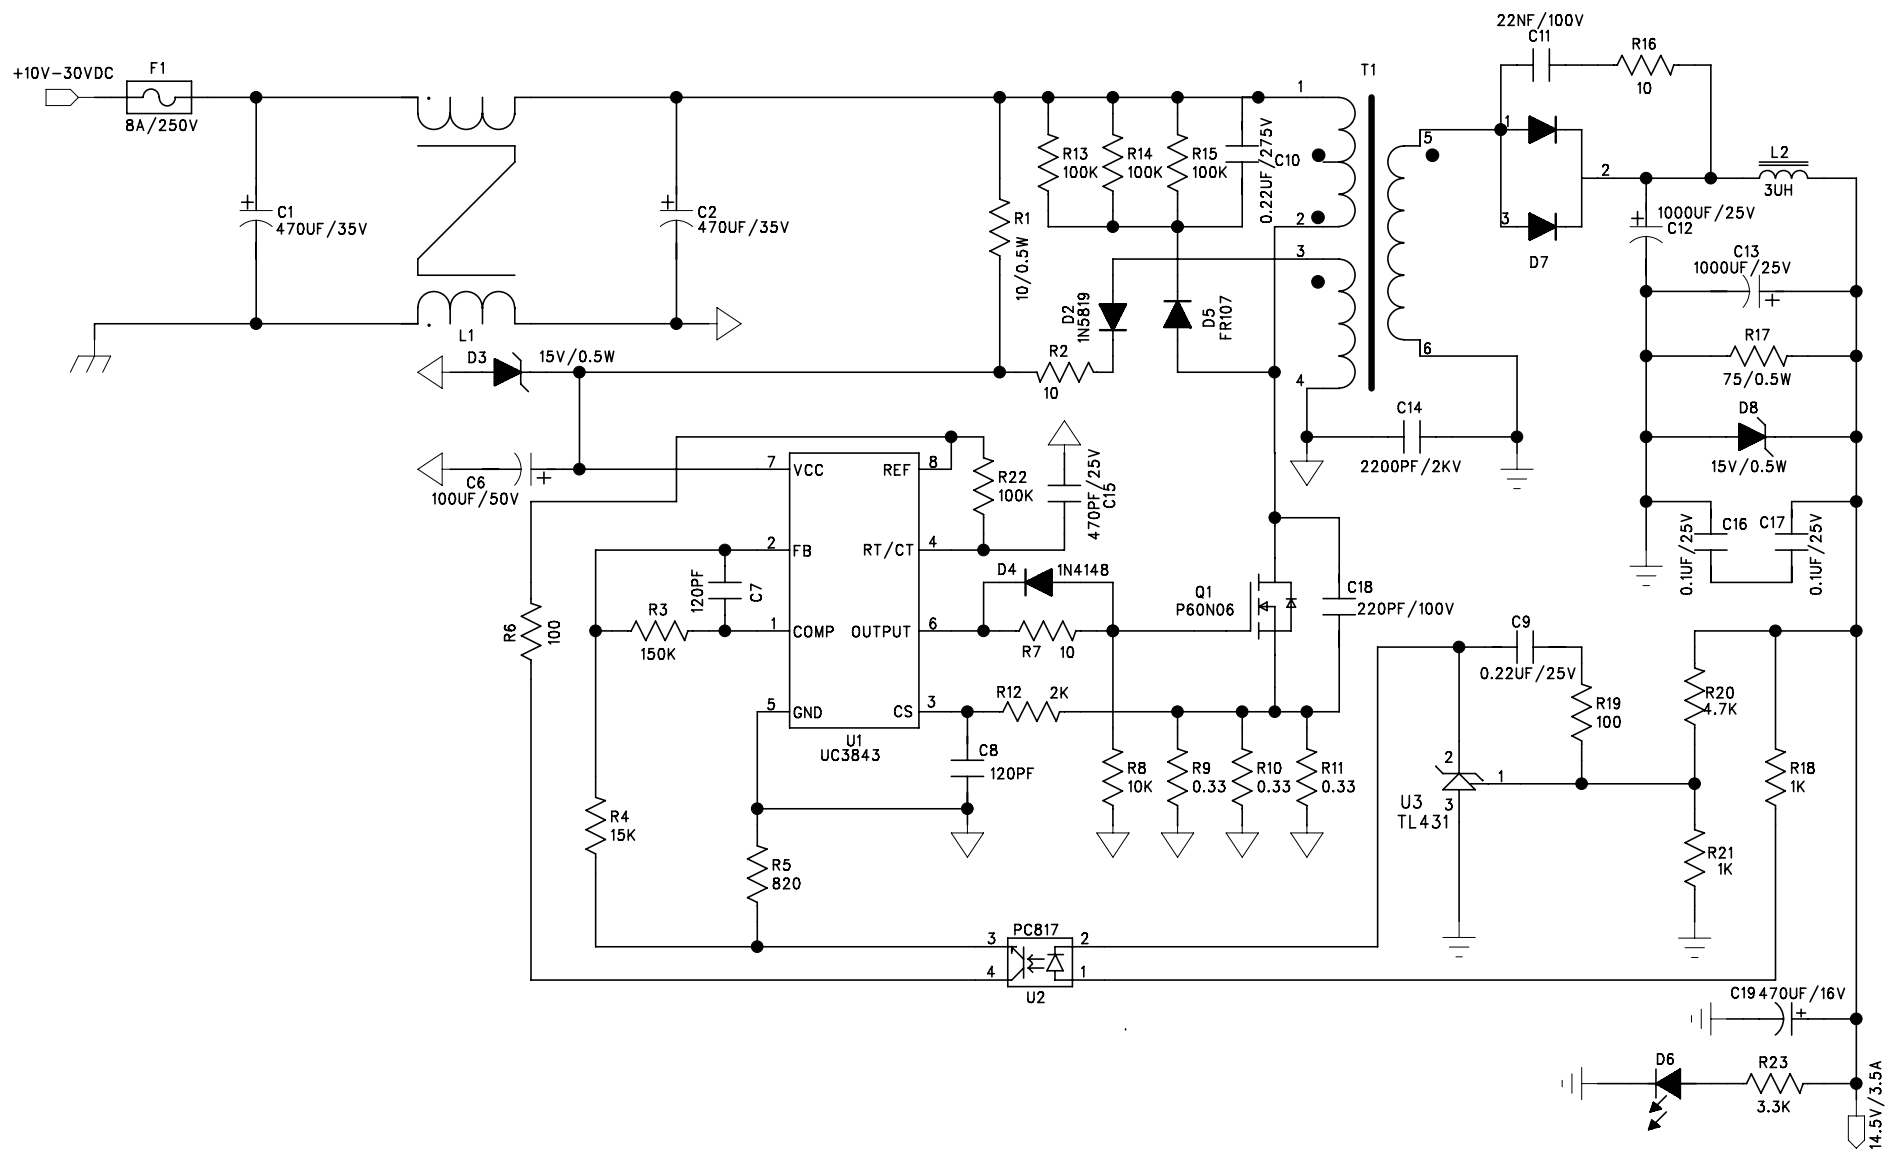 22NF/100V
C11
R16
10
+10V-30VDC
F1
8A/250V
T1
1
2
3
4
5
6
1
3
2
D7
L2
3UH
C1
470UF/35V
C2
470UF/35V
L1
R1
10/0.5W
R13
100K
R14
100K
R15
100K
0.22UF/275V
C10
D2
1N5819
D5
FR107
R2
10
D3
15V/0.5W
1000UF/25V
C12
C13
1000UF/25V
R17
75/0.5W
D8
15V/0.5W
C14
2200PF/2KV
C6
100UF/50V
7
VCC
REF
8
R22
100K
470PF/25V
C15
0.1UF/25V
C16
C17
0.1UF/25V
2
FB
RT/CT
4
120PF
C7
D4
1N4148
Q1
P60N06
C18
220PF/100V
R6
100
R3
150K
1
COMP
OUTPUT
6
R7
10
C9
0.22UF/25V
5
GND
CS
3
R12
2K
U1
UC3843
C8
120PF
R19
100
R20
4.7K
R8
10K
R9
0.33
R10
0.33
R11
0.33
2
1
3
U3
TL431
R18
1K
R4
15K
R5
820
R21
1K
PC817
3
2
4
1
U2
C19
470UF/16V
D6
R23
3.3K
14.5V/3.5A